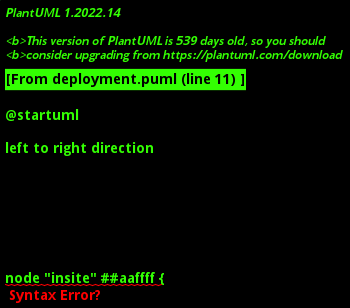 PlantUML 1.2022.14
<b>This version of PlantUML is 539 days old, so you should
<b>consider upgrading from https://plantuml.com/download
[From deployment.puml (line 11) ]
@startuml
left to right direction
node "insite" ##aaffff {
Syntax Error?